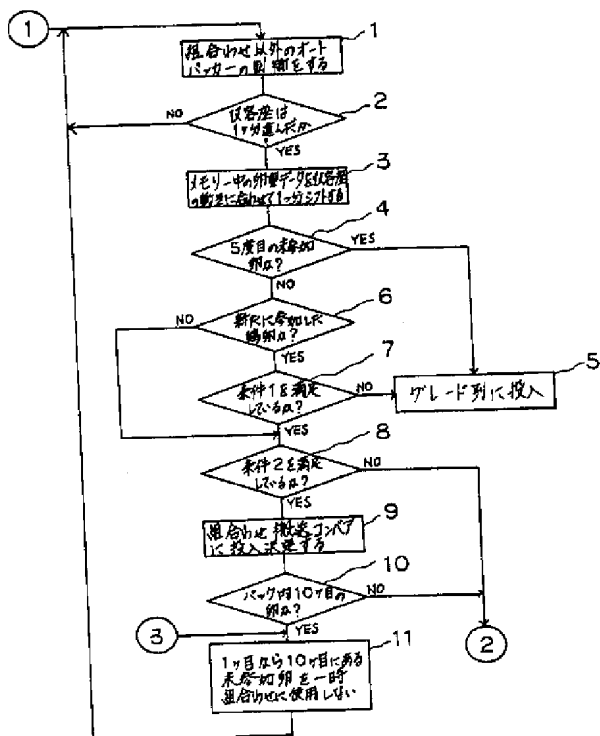 1
1
組合わせ以外のオート
パッカーの制御をする
2
仮客座は
1ヶ分進んだか
NO
YES
3
メモリー中の卵重データを仮客座
の動きに合わせて1ヶ分シフトする
4
5度目の未参加
卵か?
YES
NO
6
新尺に参加した
鶏卵か?
NO
YES
7
条件1を満足
しているか?
NO
5
グレード別に投入
YES
8
条件2を満足
しているか?
NO
YES
9
組合わせ搬送コンベア
に投入決定する
10
パック内10ヶ目の
卵か?
NO
3
YES
2
11
1ヶ目から10ヶ目にある
未参加卵を一時
組合わせに使用しない